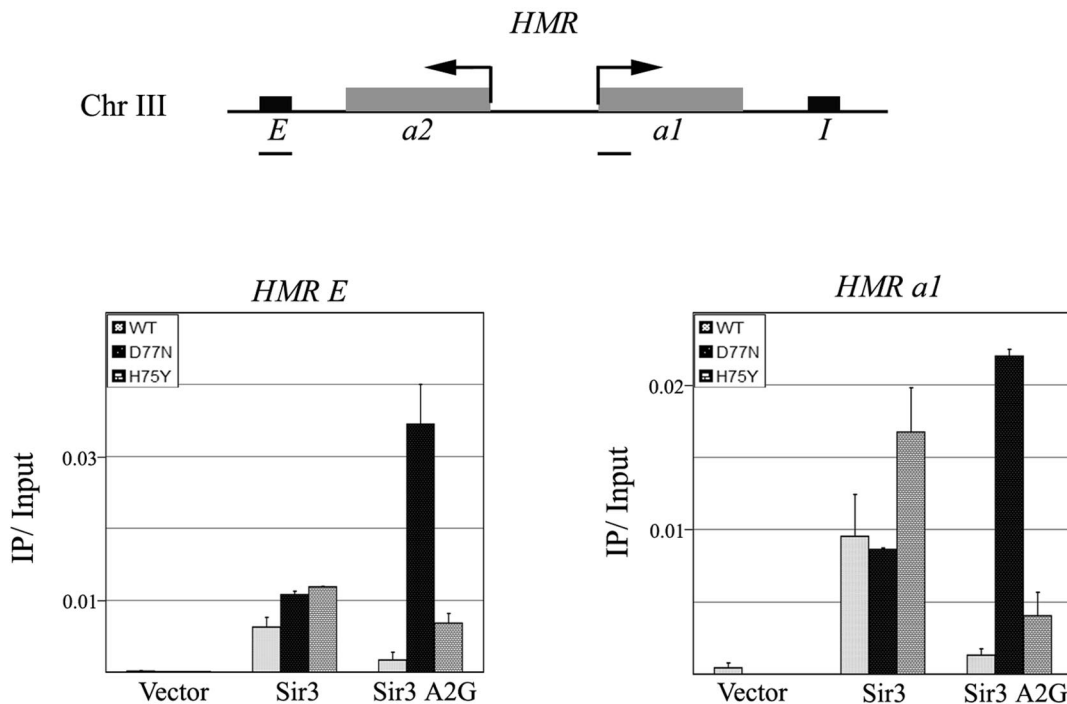 HMR
Chr III
E
a2
a1
I
HMR E
WT
D77N
H75Y
IP/ Input
0.03
0.01
Vector
Sir3
Sir3 A2G
HMR a1
WT
D77N
H75Y
IP/ Input
0.02
0.01
Vector
Sir3
Sir3 A2G